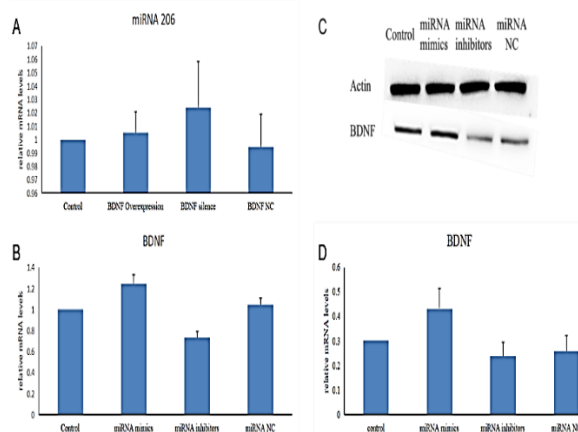 A
miRNA 206
relative mRNA levels
1.07
1.06
1.05
1.04
1.03
1.02
1.01
1
0.99
0.98
0.97
0.96
Control
BDNF Overexpression
BDNF silence
BDNF NC
C
Control
miRNA mimics
miRNA inhibitors
miRNA NC
Actin
BDNF
B
BDNF
relative mRNA levels
1.4
1.2
1
0.8
0.6
0.4
0.2
0
Control
miRNA mimics
miRNA inhibitors
miRNA NC
D
BDNF
relative mRNA levels
0.6
0.5
0.4
0.3
0.2
0.1
0
control
miRNA mimics
miRNA inhibitors
miRNA NC